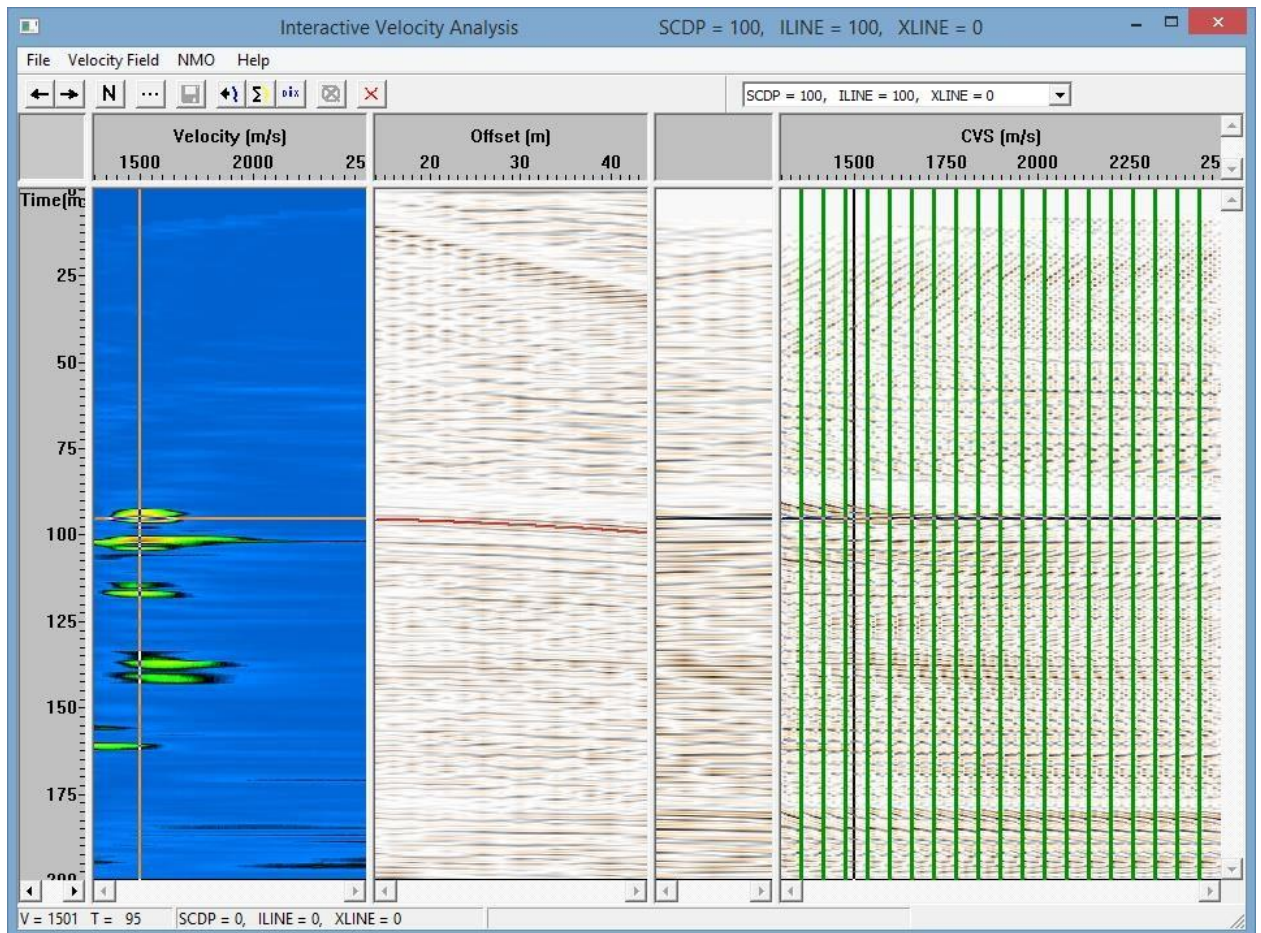 Interactive Velocity Analysis SCDP = 100, ILINE = 100, XLINE = 0
File Velocity Field NMO Help
N ... Σ DIX SCDP = 100, ILINE = 100, XLINE = 0
Velocity (m/s) Offset (m) CVS (m/s)
1500 2000 25 20 30 40 1500 1750 2000 2250 25
Time(m
25
50
75
100
125
150
175
200
V = 1501 T = 95 SCDP = 0, ILINE = 0, XLINE = 0